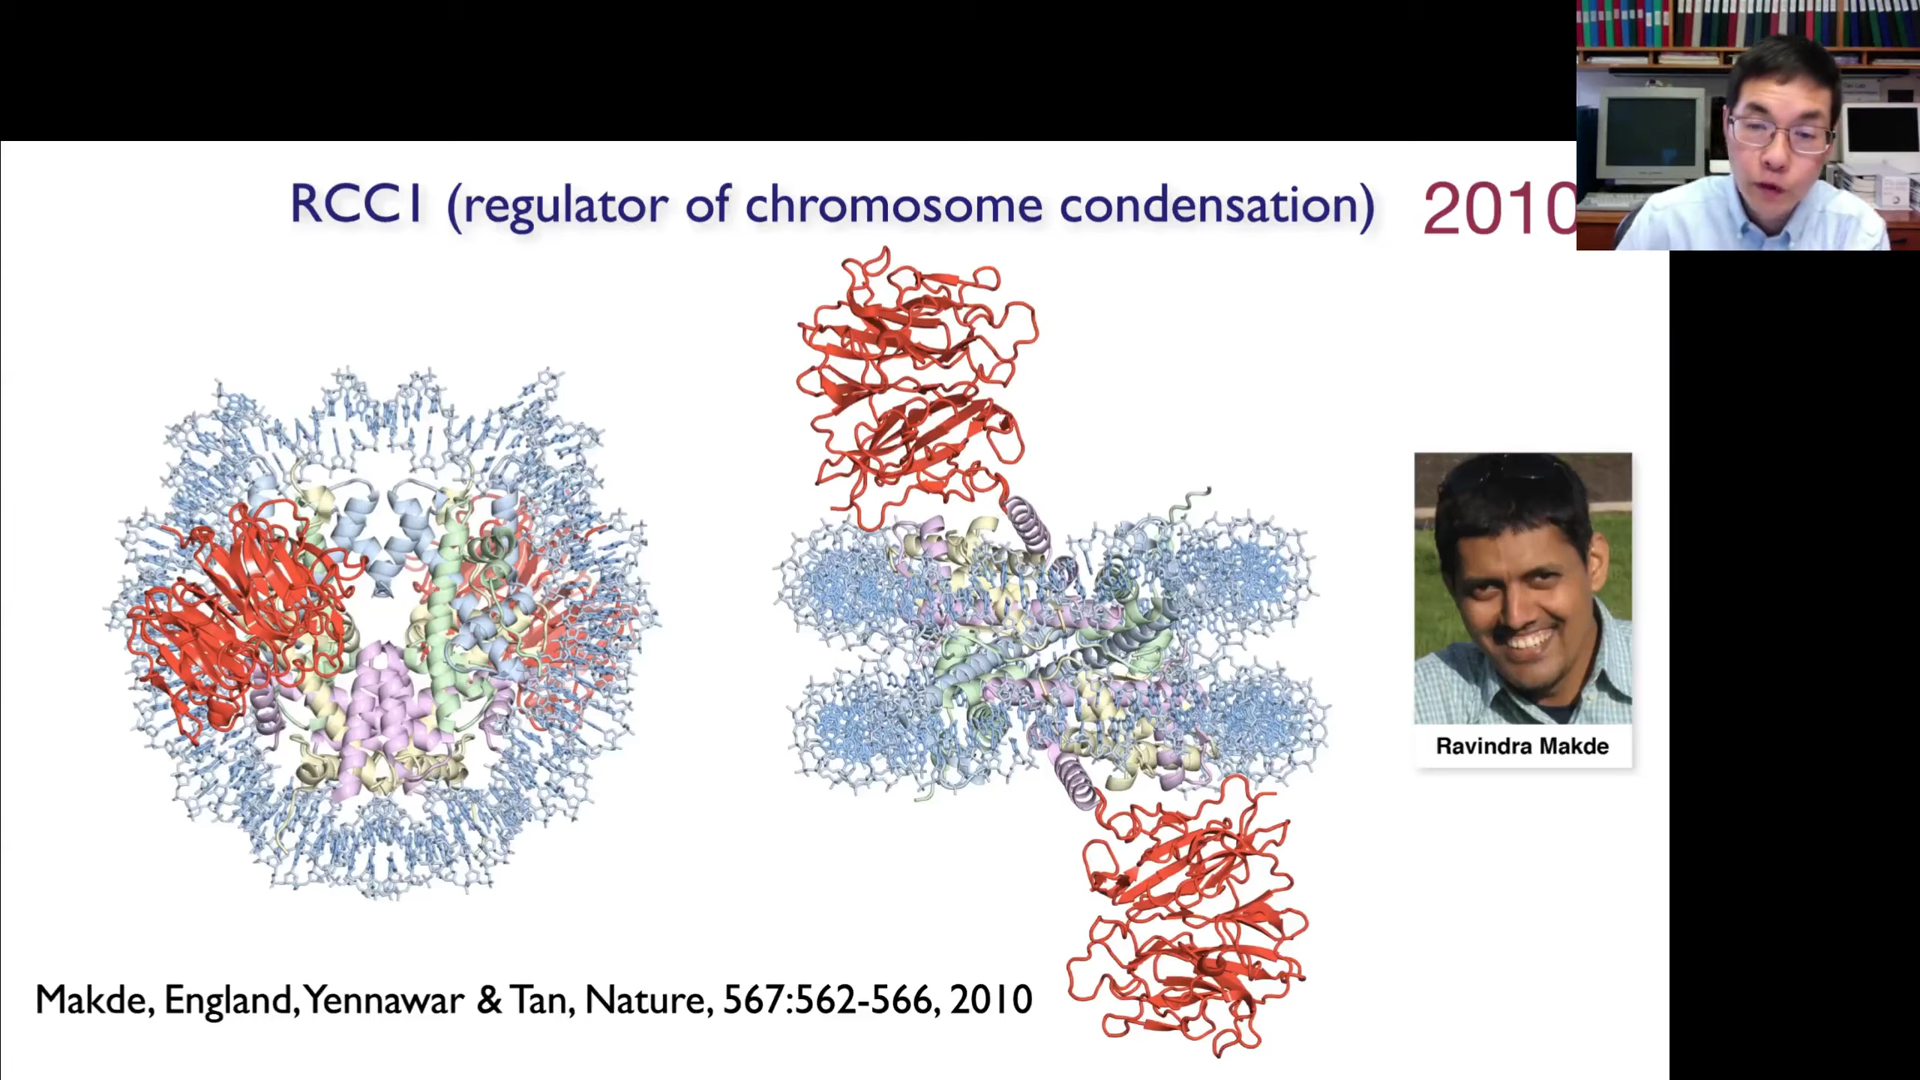 RCC1 (regulator of chromosome condensation)
2010
Ravindra Makde
Makde, England, Yennawar & Tan, Nature, 567:562-566, 2010